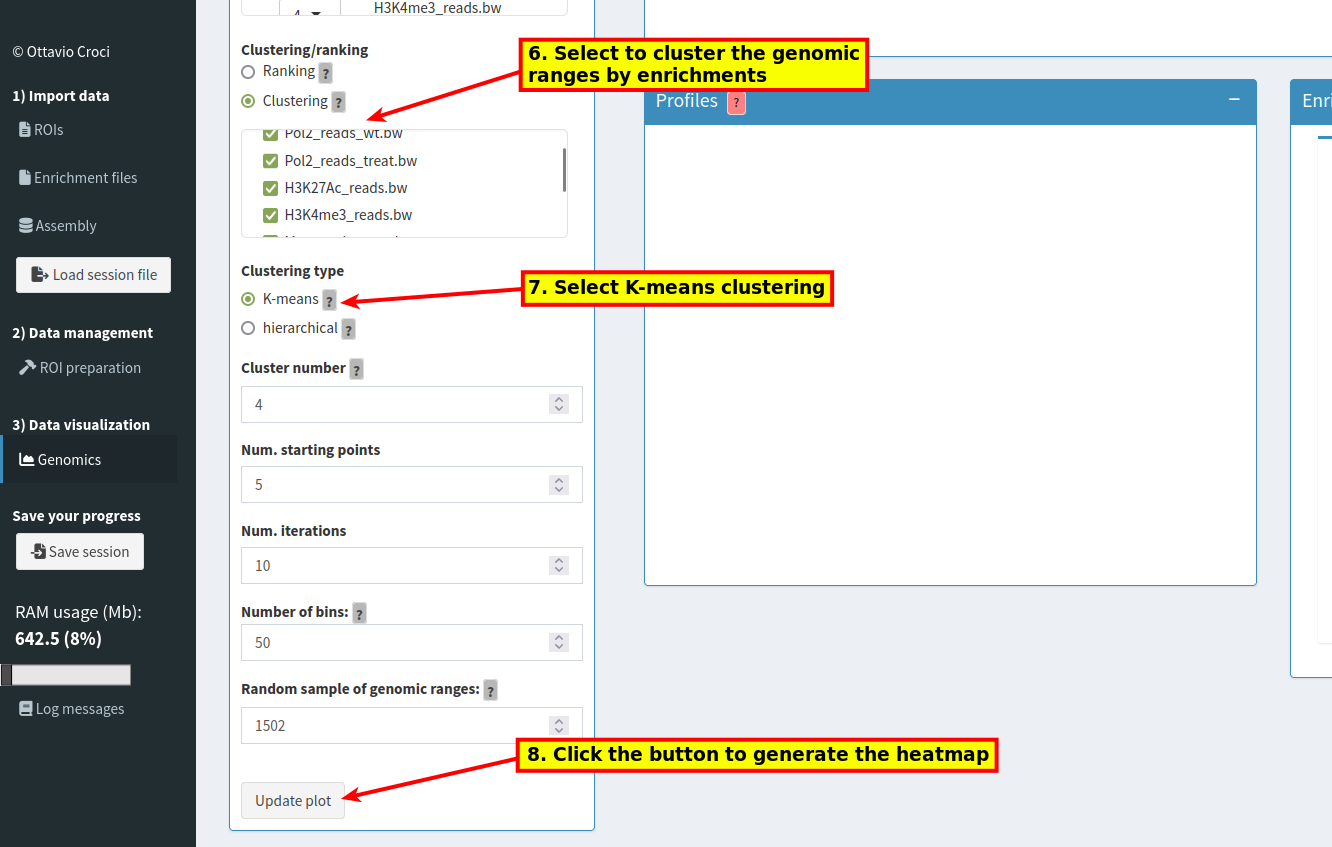 © Ottavio Croci
1) Import data
ROIs
Enrichment files
Assembly
Load session file
2) Data management
ROI preparation
3) Data visualization
Genomics
Save your progress
Save session
RAM usage (Mb):
642.5 (8%)
Log messages
4
H3K4me3_reads.bw
Clustering/ranking
Ranking ?
Clustering ?
Pol2_reads_wt.bw
Pol2_reads_treat.bw
H3K27Ac_reads.bw
H3K4me3_reads.bw
Clustering type
K-means ?
hierarchical ?
Cluster number ?
4
Num. starting points
5
Num. iterations
10
Number of bins: ?
50
Random sample of genomic ranges: ?
1502
Update plot
6. Select to cluster the genomic
ranges by enrichments
Profiles ?
7. Select K-means clustering
8. Click the button to generate the heatmap
Enri